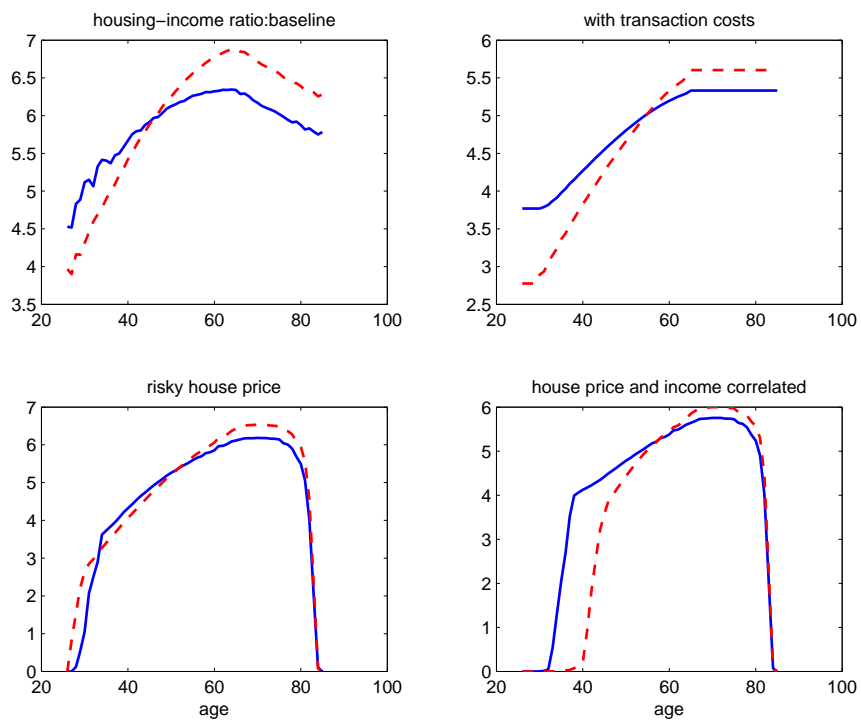 housing−income ratio:baseline
7
6.5
6
5.5
5
4.5
4
3.5
20 40 60 80 100
with transaction costs
6
5.5
5
4.5
4
3.5
3
2.5
20 40 60 80 100
risky house price
7
6
5
4
3
2
1
0
20 40 60 80 100
age
house price and income correlated
6
4
2
0
20 40 60 80 100
age